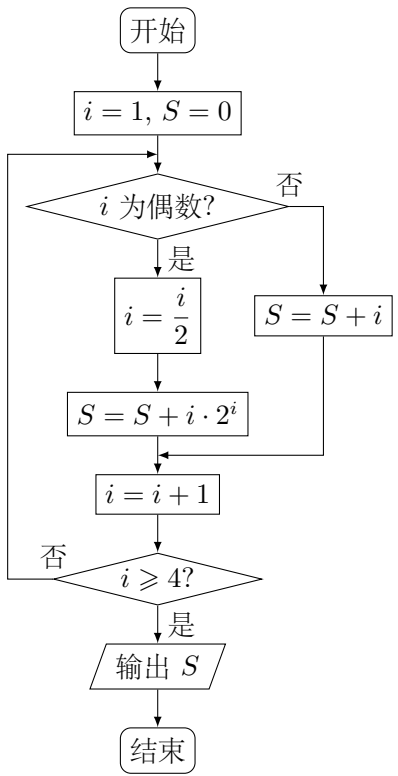 开始
i = 1, S = 0
i 为偶数?
否
是
i = i/2
S = S + i
S = S + i · 2^i
i = i + 1
否
i ⩾ 4?
是
输出 S
结束